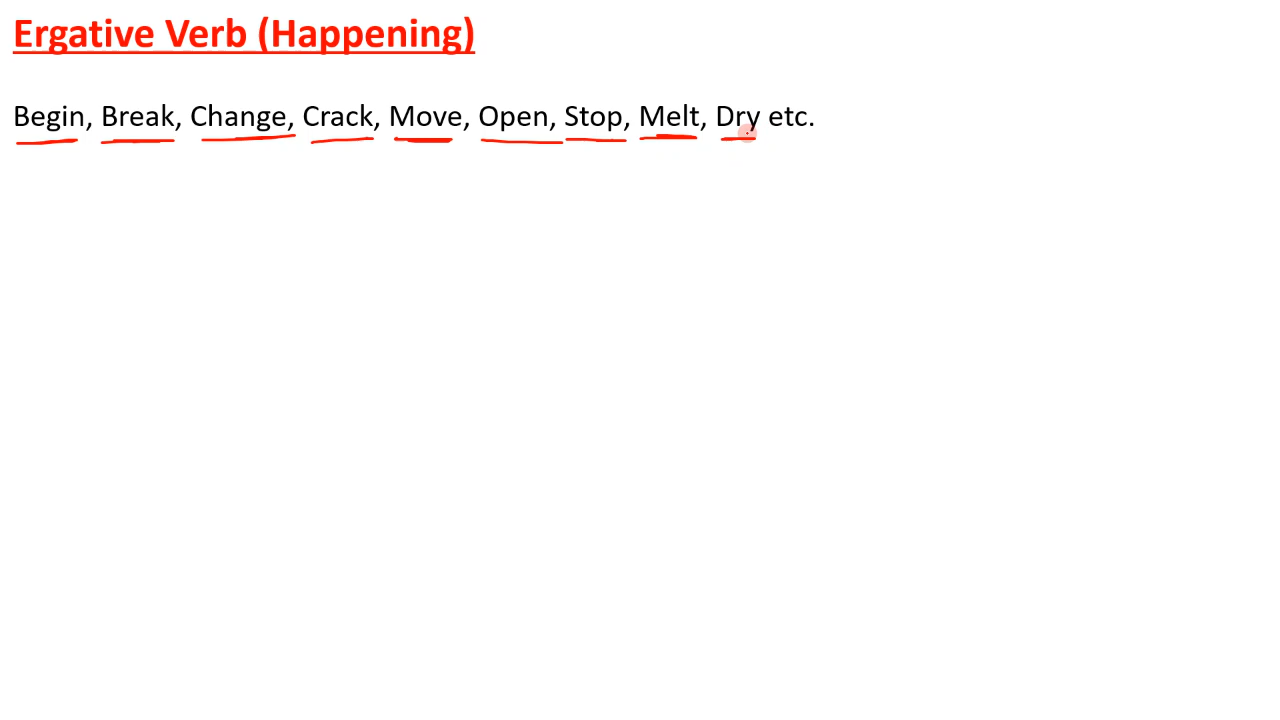 Ergative Verb (Happening)
Begin, Break, Change, Crack, Move, Open, Stop, Melt, Dry etc.